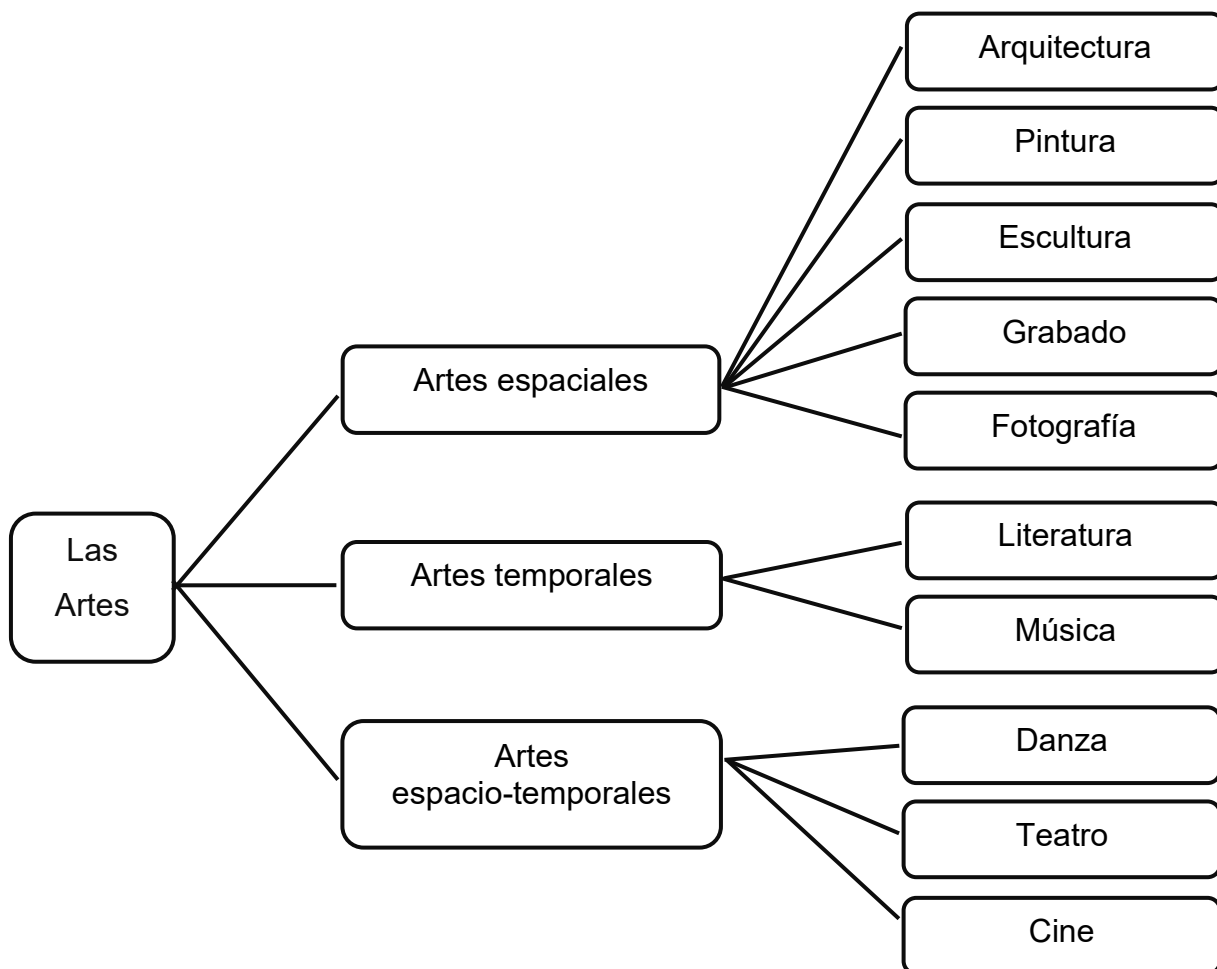 Las
Artes
Artes espaciales
Arquitectura
Pintura
Escultura
Grabado
Fotografía
Artes temporales
Literatura
Música
Artes
espacio-temporales
Danza
Teatro
Cine